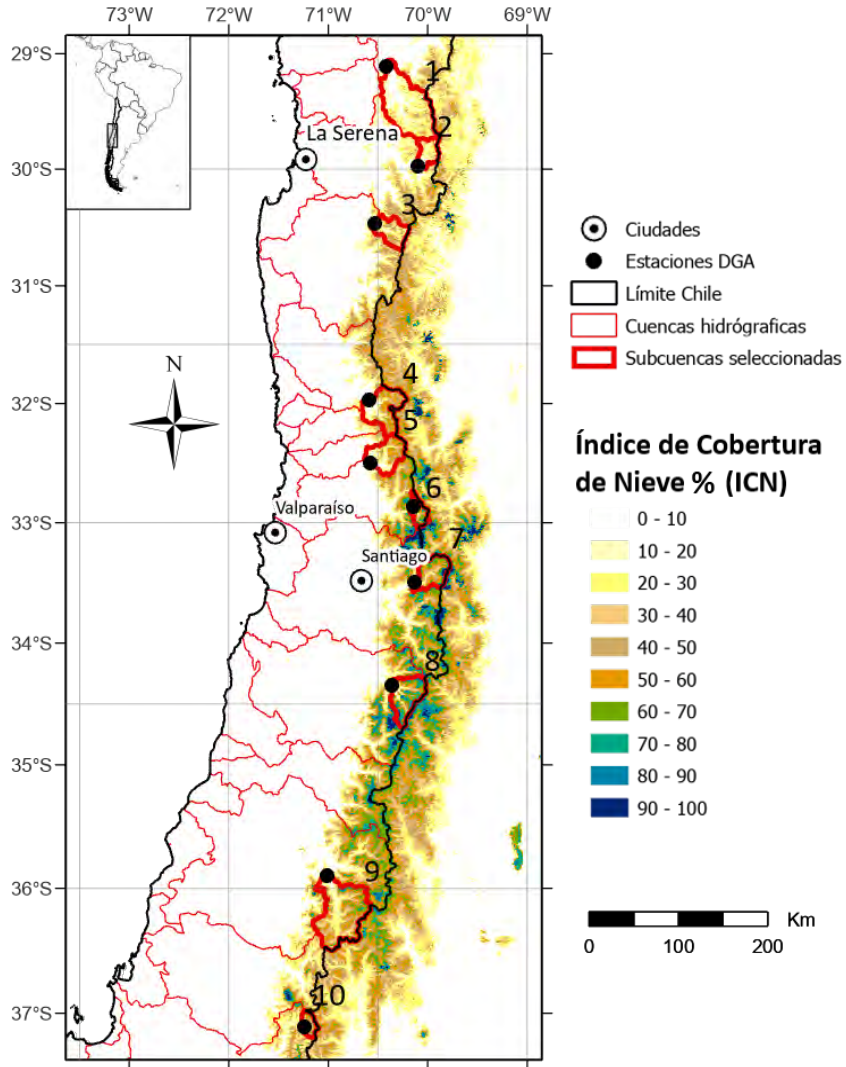 73°W 72°W 71°W 70°W 69°W
29°S
30°S
31°S
32°S
33°S
34°S
35°S
36°S
37°S
1
2
La Serena
3
4
5
6
Valparaíso
7
Santiago
8
9
10
N
Ciudades
Estaciones DGA
Límite Chile
Cuencas hidrógraficas
Subcuencas seleccionadas
Índice de Cobertura
de Nieve % (ICN)
0 - 10
10 - 20
20 - 30
30 - 40
40 - 50
50 - 60
60 - 70
70 - 80
80 - 90
90 - 100
Km
0 100 200